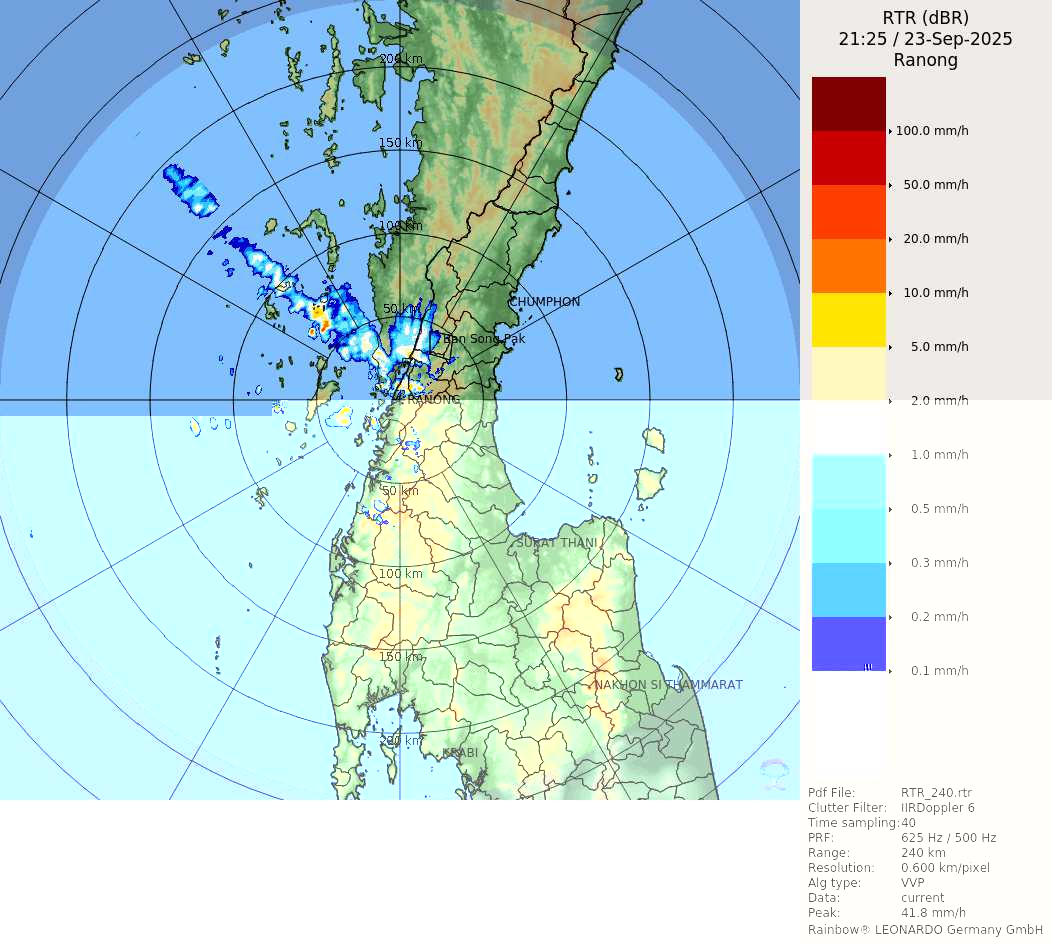 RTR (dBR)
21:25 / 23-Sep-2025
Ranong
100.0 mm/h
50.0 mm/h
20.0 mm/h
10.0 mm/h
5.0 mm/h
2.0 mm/h
1.0 mm/h
0.5 mm/h
0.3 mm/h
0.2 mm/h
0.1 mm/h
200 km
150 km
100 km
50 km
CHUMPHON
Ban Song Pak
RANONG
50 km
SURAT THANI
100 km
150 km
NAKHON SI THAMMARAT
200 km
KRABI
Pdf File: RTR_240.rtr
Clutter Filter: IIRDoppler 6
Time sampling: 40
PRF: 625 Hz / 500 Hz
Range: 240 km
Resolution: 0.600 km/pixel
Alg type: VVP
Data: current
Peak: 41.8 mm/h
Rainbow® LEONARDO Germany GmbH